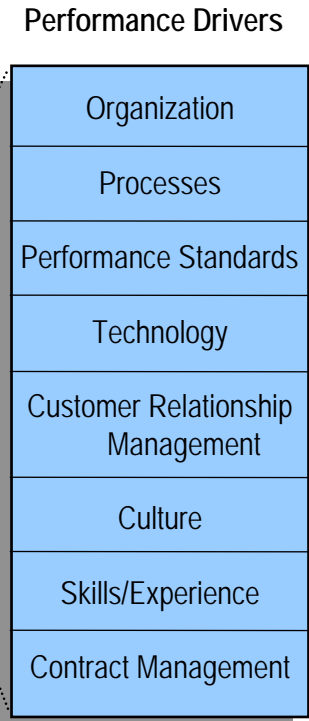 Performance Drivers
Organization
Processes
Performance Standards
Technology
Customer Relationship
Management
Culture
Skills/Experience
Contract Management